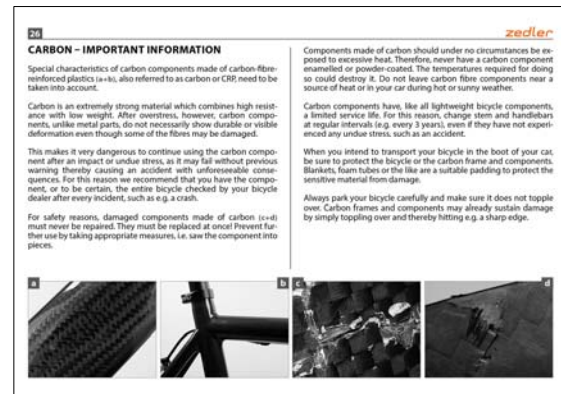 26
zedler
CARBON – IMPORTANT INFORMATION
Special characteristics of carbon components made of carbon-fibre-
reinforced plastics (a+b), also referred to as carbon or CRP, need to be
taken into account.
Carbon is an extremely strong material which combines high resist-
ance with low weight. After overstress, however, carbon compo-
nents, unlike metal parts, do not necessarily show durable or visible
deformation even though some of the fibres may be damaged.
This makes it very dangerous to continue using the carbon compo-
nent after an impact or undue stress, as it may fail without previous
warning thereby causing an accident with unforeseeable conse-
quences. For this reason we recommend that you have the compo-
nent, or to be certain, the entire bicycle checked by your bicycle
dealer after every incident, such as e.g. a crash.
For safety reasons, damaged components made of carbon (c+d)
must never be repaired. They must be replaced at once! Prevent fur-
ther use by taking appropriate measures, i.e. saw the component into
pieces.
Components made of carbon should under no circumstances be ex-
posed to excessive heat. Therefore, never have a carbon component
enamelled or powder-coated. The temperatures required for doing
so could destroy it. Do not leave carbon fibre components near a
source of heat or in your car during hot or sunny weather.
Carbon components have, like all lightweight bicycle components,
a limited service life. For this reason, change stem and handlebars
at regular intervals (e.g. every 3 years), even if they have not experi-
enced any undue stress, such as an accident.
When you intend to transport your bicycle in the boot of your car,
be sure to protect the bicycle or the carbon frame and components.
Blankets, foam tubes or the like are a suitable padding to protect the
sensitive material from damage.
Always park your bicycle carefully and make sure it does not topple
over. Carbon frames and components may already sustain damage
by simply toppling over and thereby hitting e.g. a sharp edge.
a
b
c
d